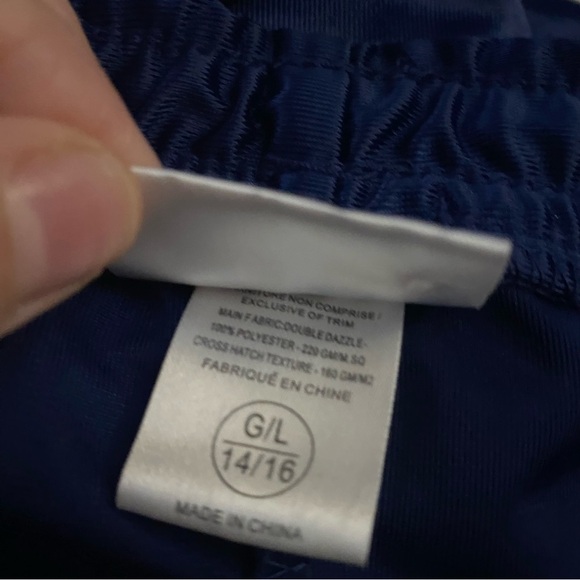 EXCLUSIVE OF TRIM
MAIN FABRIC:DOUBLE DAZZLE-
100% POLYESTER - 220 GM/M.SQ
CROSS HATCH TEXTURE - 160 GM/M2
FABRIQUÉ EN CHINE
G/L
14/16
MADE IN CHINA